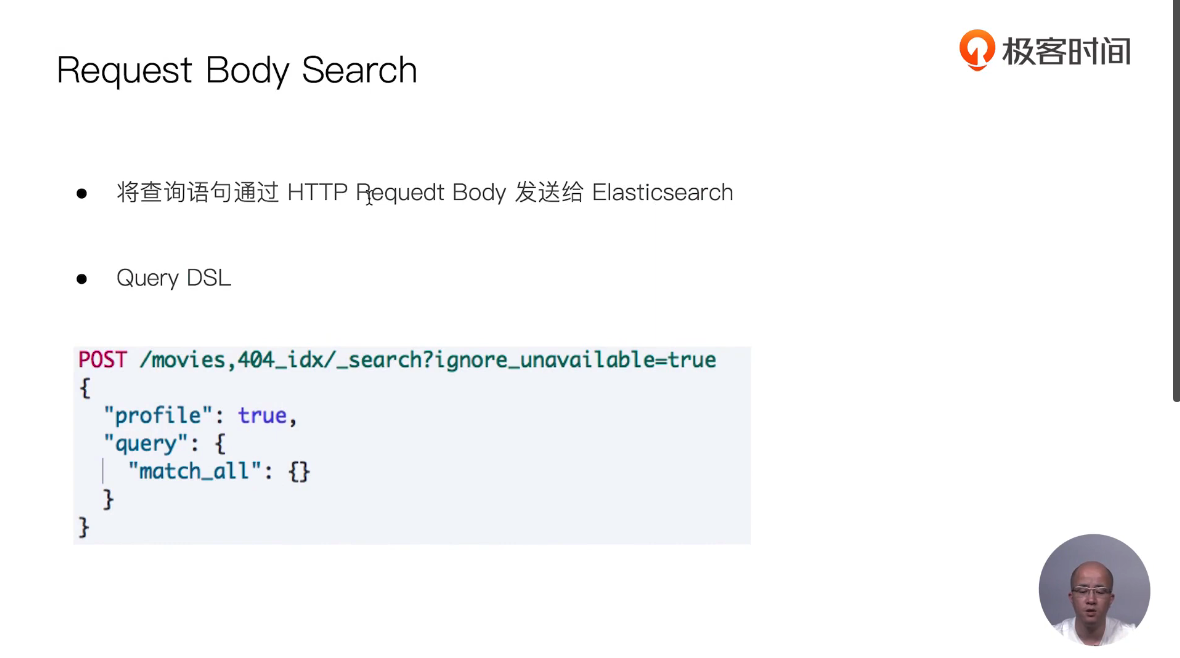 极客时间
Request Body Search
● 将查询语句通过 HTTP Requedt Body 发送给 Elasticsearch
● Query DSL
POST /movies,404_idx/_search?ignore_unavailable=true
{
  "profile": true,
  "query": {
    "match_all": {}
  }
}